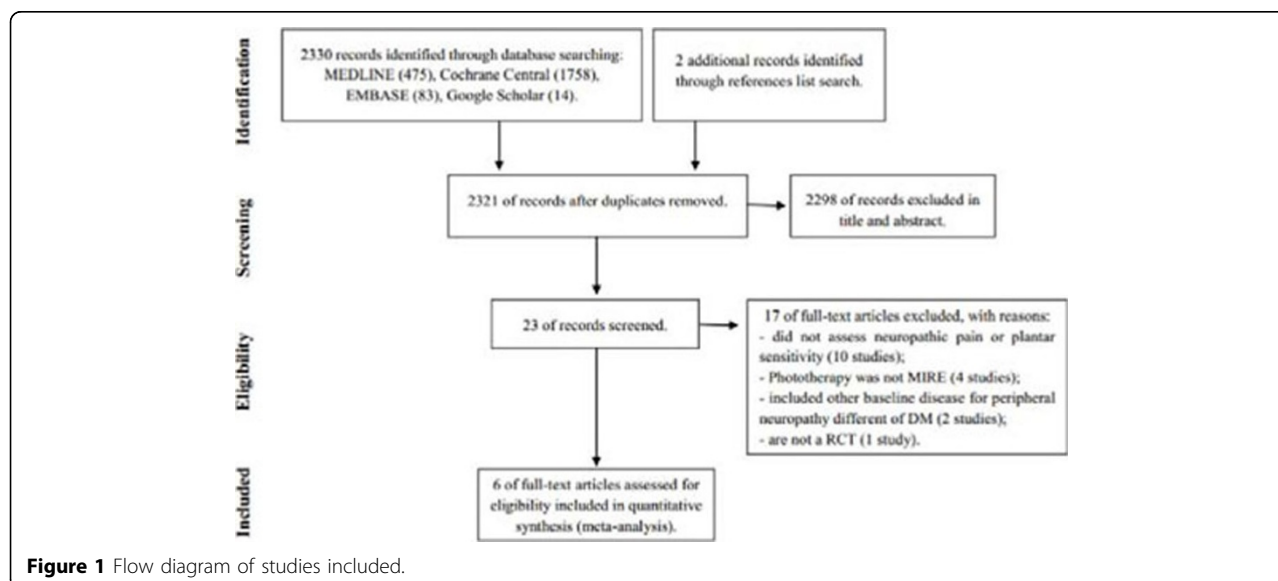 Identification
2330 records identified through database searching:
MEDLINE (475), Cochrane Central (1758),
EMBASE (83), Google Scholar (14).
2 additional records identified
through references list search.
Screening
2321 of records after duplicates removed.
2298 of records excluded in
title and abstract.
Eligibility
23 of records screened.
17 of full-text articles excluded, with reasons:
- did not assess neuropathic pain or plantar
sensitivity (10 studies);
- Phototherapy was not MIRE (4 studies);
- included other baseline disease for peripheral
neuropathy different of DM (2 studies);
- are not a RCT (1 study).
Included
6 of full-text articles assessed for
eligibility included in quantitative
synthesis (meta-analysis).
Figure 1 Flow diagram of studies included.